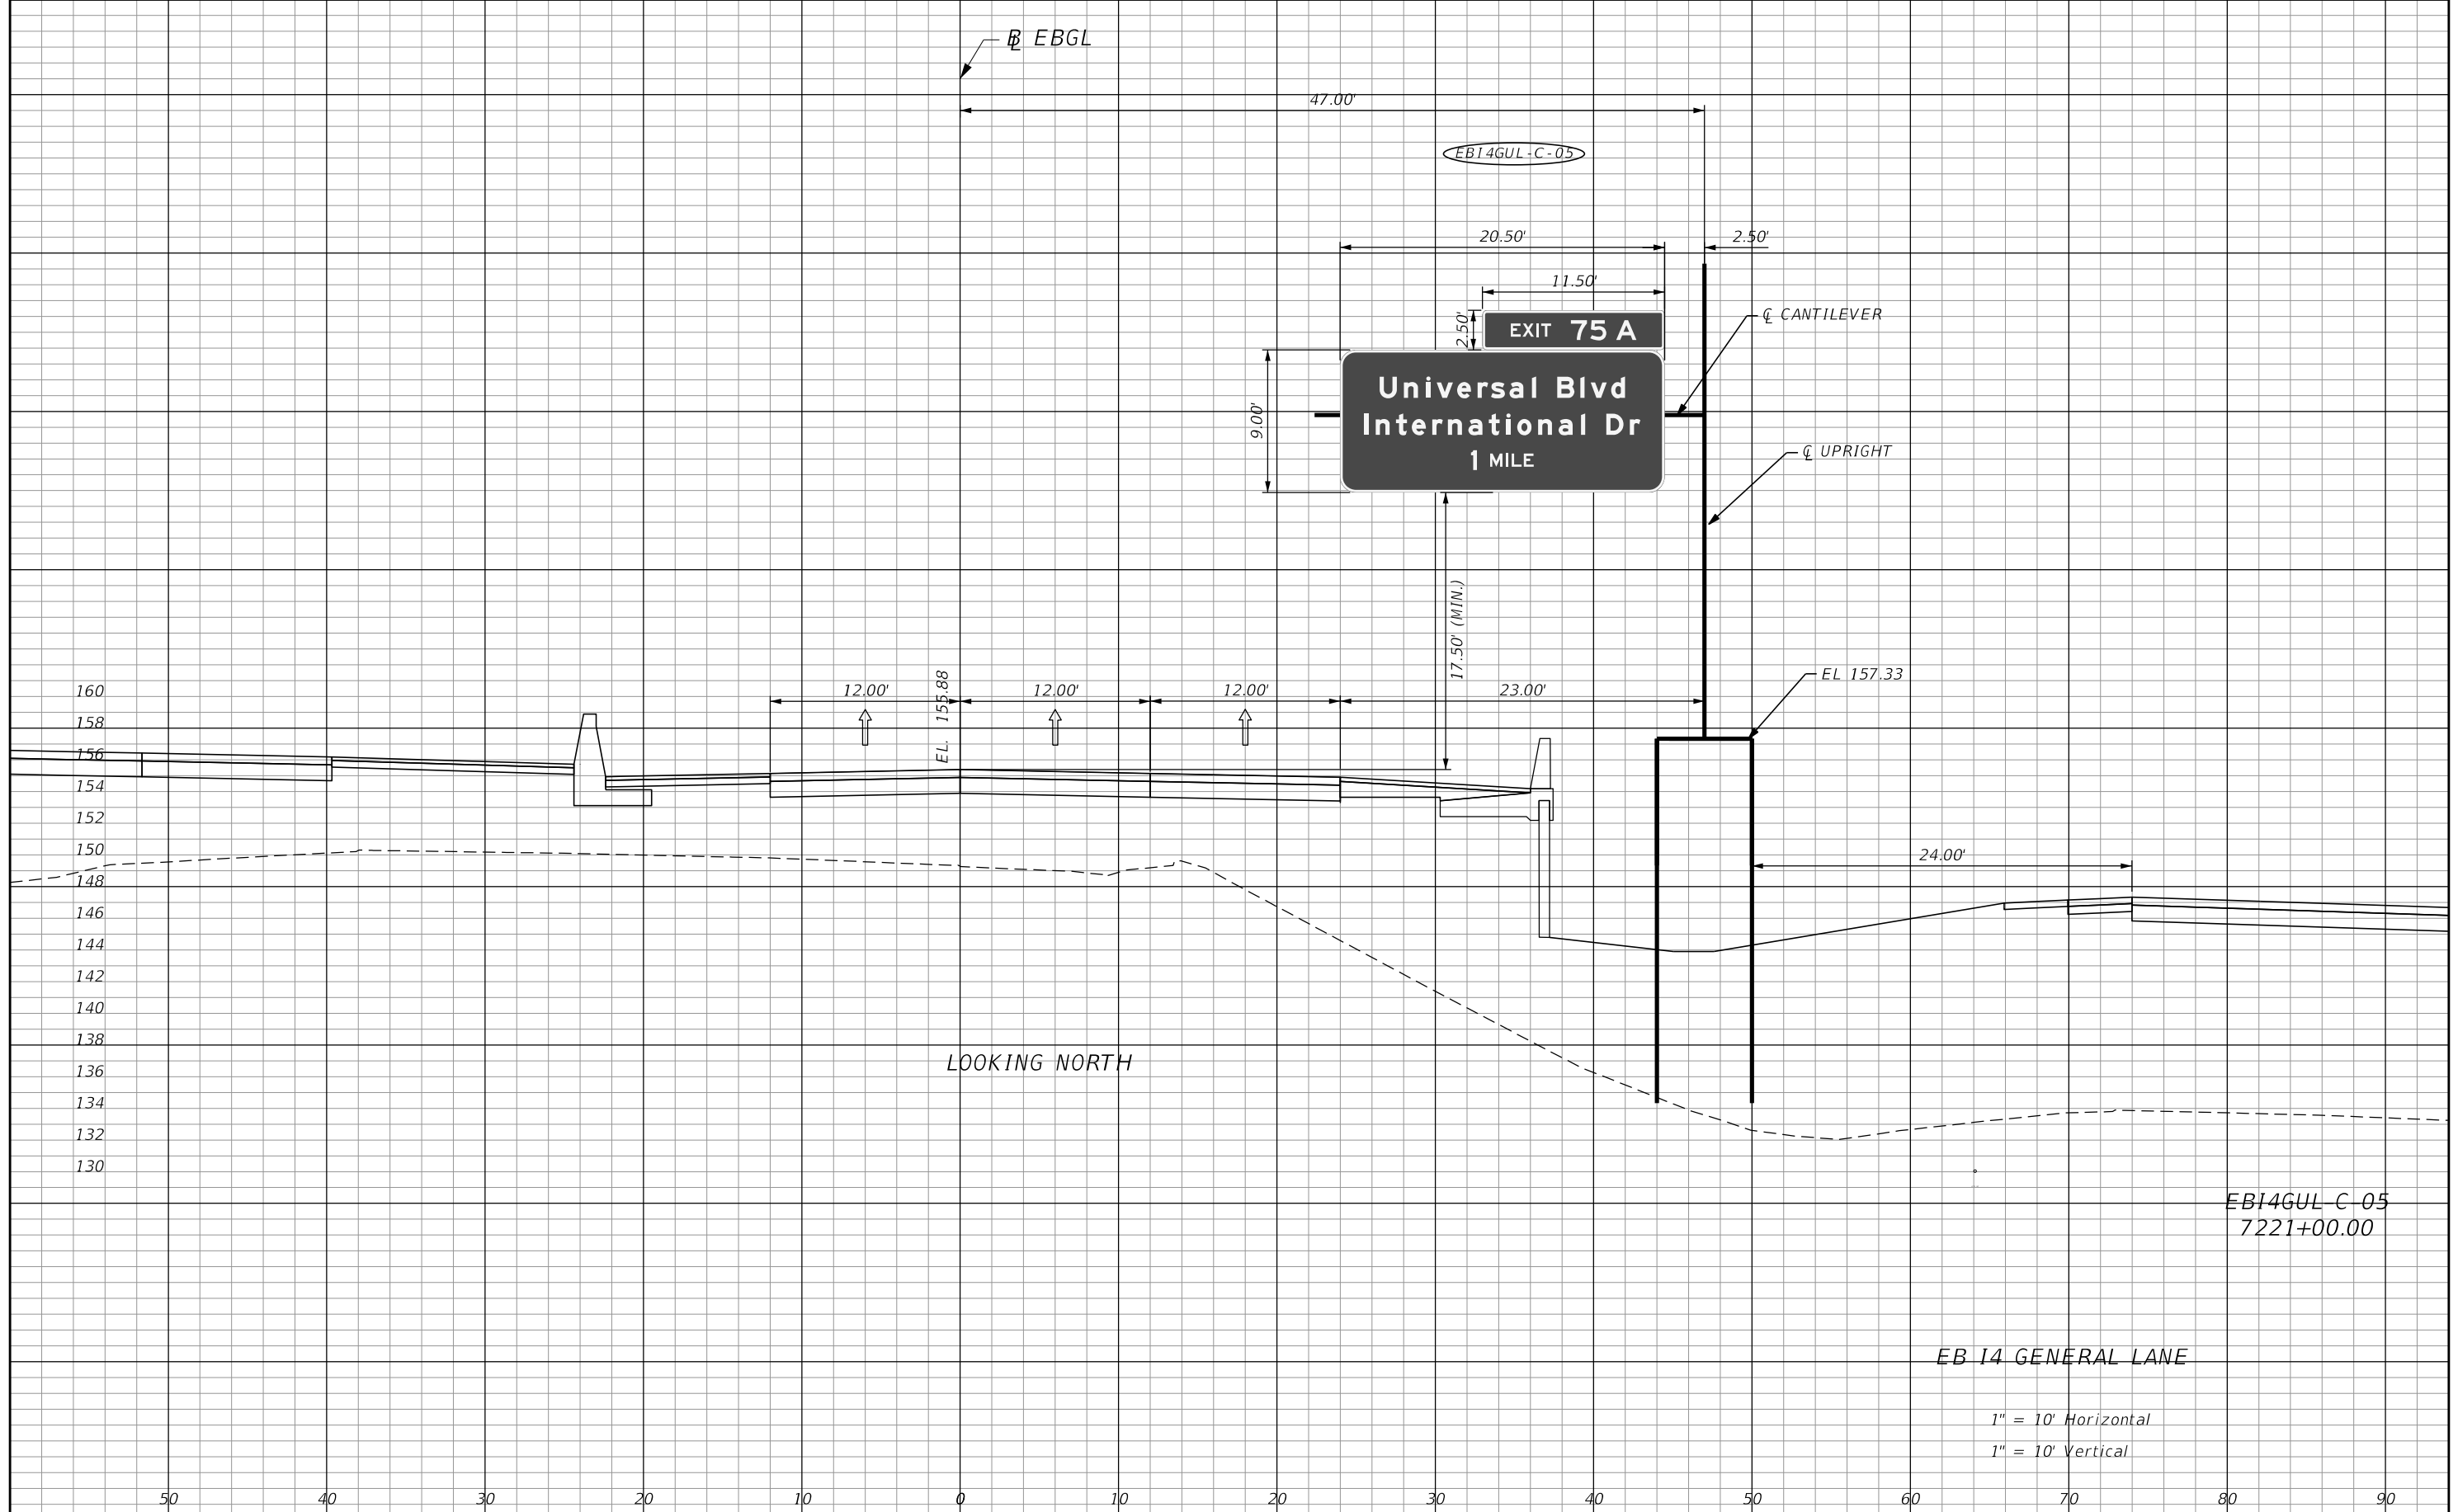 ℄ EBGL
47.00'
EBI4GUL-C-05
20.50'
2.50'
11.50'
2.50'
EXIT 75 A
℄ CANTILEVER
Universal Blvd
International Dr
1 MILE
9.00'
℄ UPRIGHT
17.50' (MIN.)
EL. 155.88
EL 157.33
12.00'
12.00'
12.00'
23.00'
160
158
156
154
152
150
148
146
144
142
140
138
136
134
132
130
24.00'
LOOKING NORTH
EBI4GUL-C-05
7221+00.00
EB I4 GENERAL LANE
1" = 10' Horizontal
1" = 10' Vertical
50 40 30 20 10 0 10 20 30 40 50 60 70 80 90